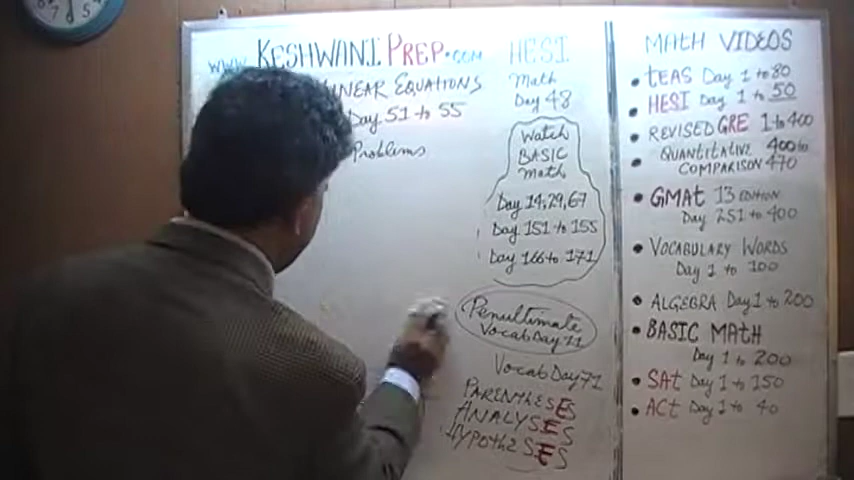 www. KESHWANI PREP.com
LINEAR EQUATIONS
Day 51 to 55
Problems
HESI
Math
Day 48
Watch
BASIC
Math
Day 14,29,67
Day 151 to 155
Day 166 to 171
Penultimate
Vocab Day 71
Vocab Day 71
PARENTHESES
ANALYSES
HYPOTHESES
MATH VIDEOS
• TEAS Day 1 to 80
• HESI Day 1 to 50
• REVISED GRE 1 to 400
• QUANTITATIVE 400 to
COMPARISON 470
• GMAT 13 EDITION
Day 251 to 400
• VOCABULARY WORDS
Day 1 to 100
• ALGEBRA Day 1 to 200
• BASIC MATH
Day 1 to 200
• SAT Day 1 to 150
• ACT Day 1 to 40